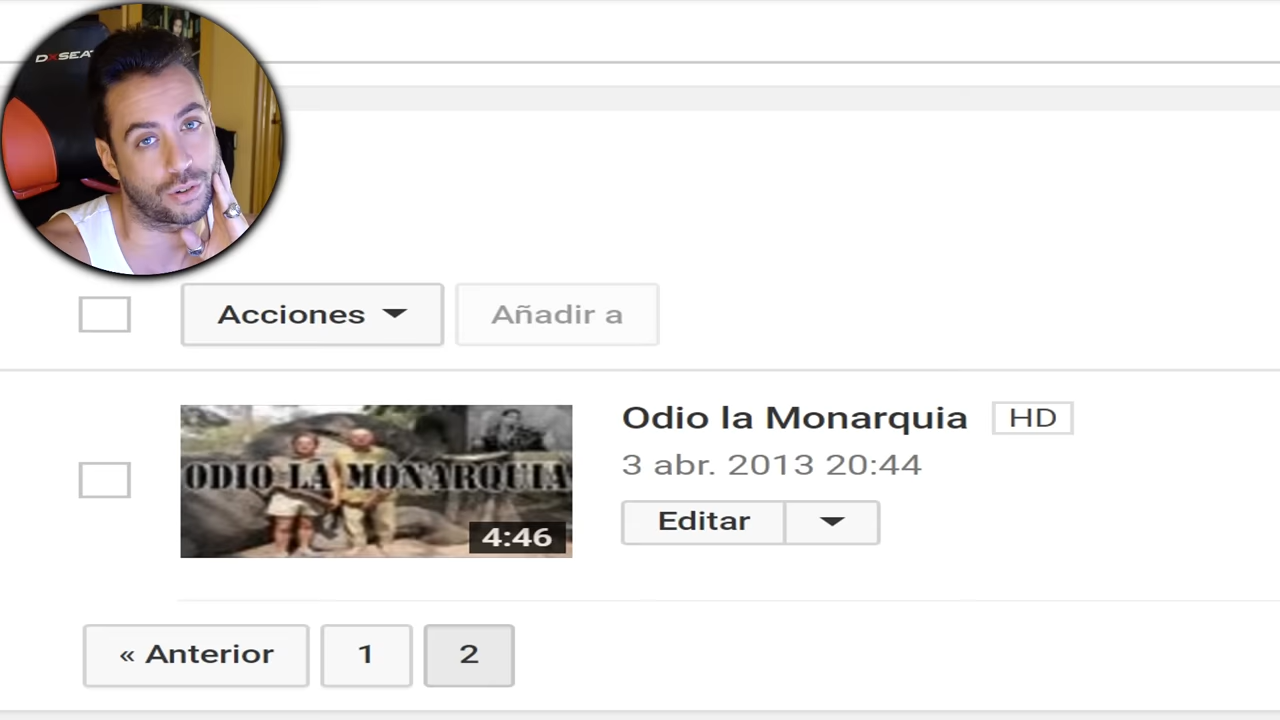 DXSEAT
Acciones
Añadir a
ODIO LA MONARQUIA
4:46
Odio la Monarquia HD
3 abr. 2013 20:44
Editar
« Anterior 1 2